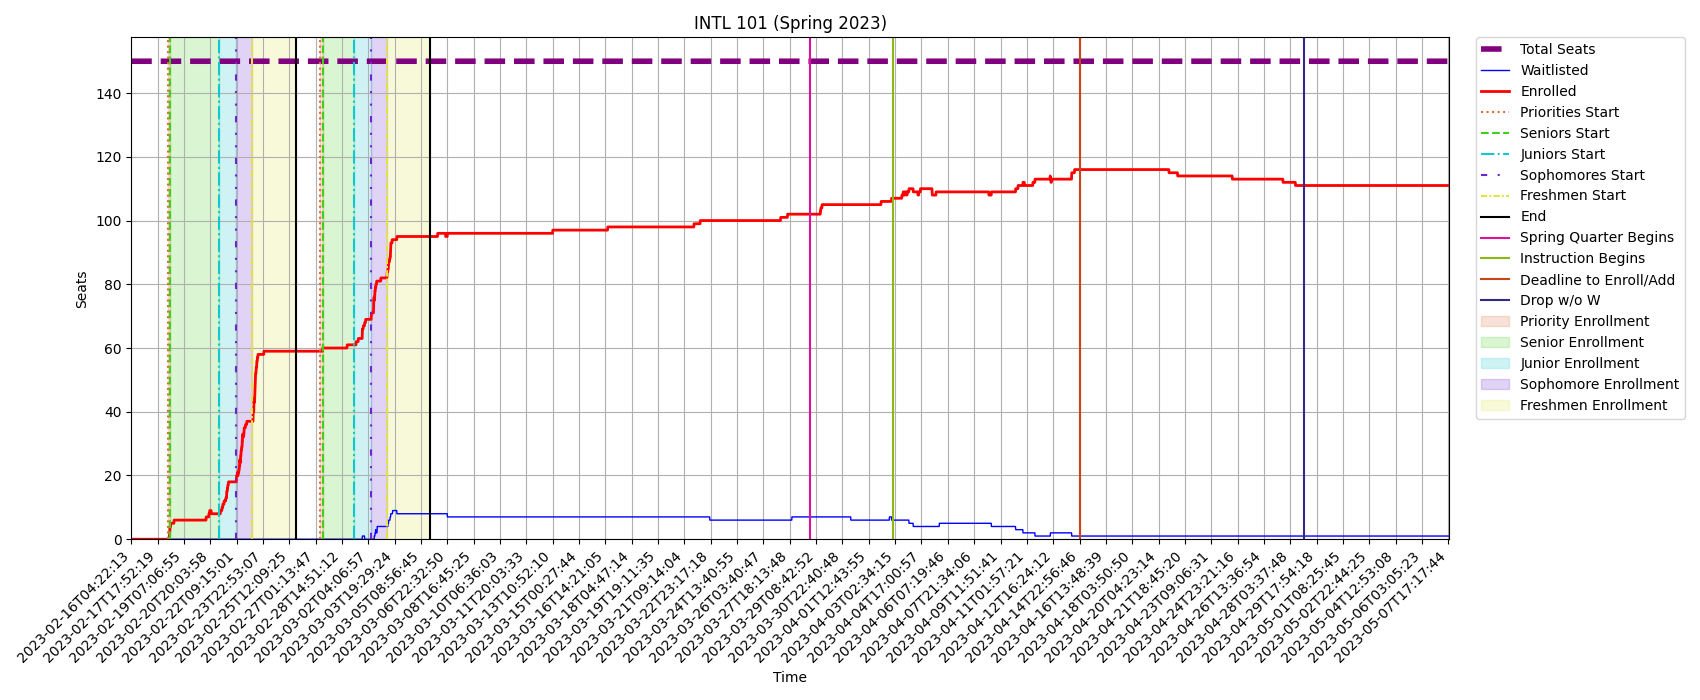 INTL 101 (Spring 2023)
Seats
140
120
100
80
60
40
20
0
2023-02-16T04:22:13
2023-02-17T17:52:19
2023-02-19T07:06:55
2023-02-20T20:03:58
2023-02-22T09:15:01
2023-02-23T22:53:07
2023-02-25T12:09:25
2023-02-27T01:13:47
2023-02-28T14:51:12
2023-03-02T04:06:57
2023-03-03T19:29:24
2023-03-05T08:56:45
2023-03-06T22:32:50
2023-03-08T16:45:25
2023-03-10T06:36:03
2023-03-11T20:03:33
2023-03-13T10:52:10
2023-03-15T00:27:44
2023-03-16T14:21:05
2023-03-18T04:47:14
2023-03-19T19:11:35
2023-03-21T09:14:04
2023-03-22T23:17:18
2023-03-24T13:40:55
2023-03-26T03:40:47
2023-03-27T18:13:48
2023-03-29T08:42:52
2023-03-30T22:40:48
2023-04-01T12:43:55
2023-04-03T02:34:15
2023-04-04T17:00:57
2023-04-06T07:19:46
2023-04-07T21:34:06
2023-04-09T11:51:41
2023-04-11T01:57:21
2023-04-12T16:24:12
2023-04-14T22:56:46
2023-04-16T13:48:39
2023-04-18T03:50:50
2023-04-20T04:23:14
2023-04-21T18:45:20
2023-04-23T09:06:31
2023-04-24T23:21:16
2023-04-26T13:36:54
2023-04-28T03:37:48
2023-04-29T17:54:18
2023-05-01T08:25:45
2023-05-02T22:44:25
2023-05-04T12:53:08
2023-05-06T03:05:23
2023-05-07T17:17:44
Time
Total Seats
Waitlisted
Enrolled
Priorities Start
Seniors Start
Juniors Start
Sophomores Start
Freshmen Start
End
Spring Quarter Begins
Instruction Begins
Deadline to Enroll/Add
Drop w/o W
Priority Enrollment
Senior Enrollment
Junior Enrollment
Sophomore Enrollment
Freshmen Enrollment